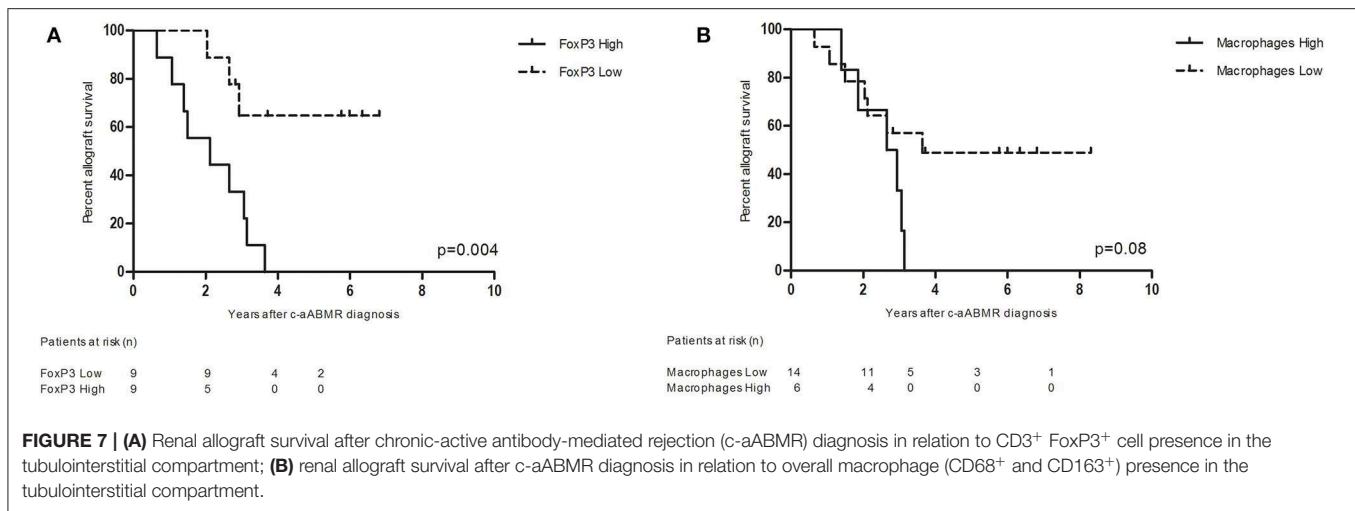 A
Percent allograft survival
100
80
60
40
20
0
FoxP3 High
FoxP3 Low
p=0.004
0 2 4 6 8 10
Years after c-aABMR diagnosis
Patients at risk (n)
FoxP3 Low 9 9 4 2
FoxP3 High 9 5 0 0
B
Percent allograft survival
100
80
60
40
20
0
Macrophages High
Macrophages Low
p=0.08
0 2 4 6 8 10
Years after c-aABMR diagnosis
Patients at risk (n)
Macrophages Low 14 11 5 3 1
Macrophages High 6 4 0 0 0
FIGURE 7 | (A) Renal allograft survival after chronic-active antibody-mediated rejection (c-aABMR) diagnosis in relation to CD3⁺ FoxP3⁺ cell presence in the
tubulointerstitial compartment; (B) renal allograft survival after c-aABMR diagnosis in relation to overall macrophage (CD68⁺ and CD163⁺) presence in the
tubulointerstitial compartment.